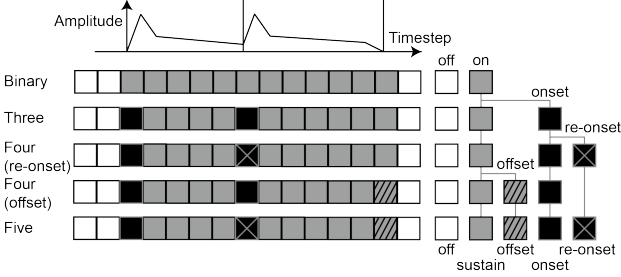 Amplitude
Timestep
off on
Binary
onset
Three
re-onset
Four
(re-onset)
offset
Four
(offset)
Five
off offset re-onset
sustain onset